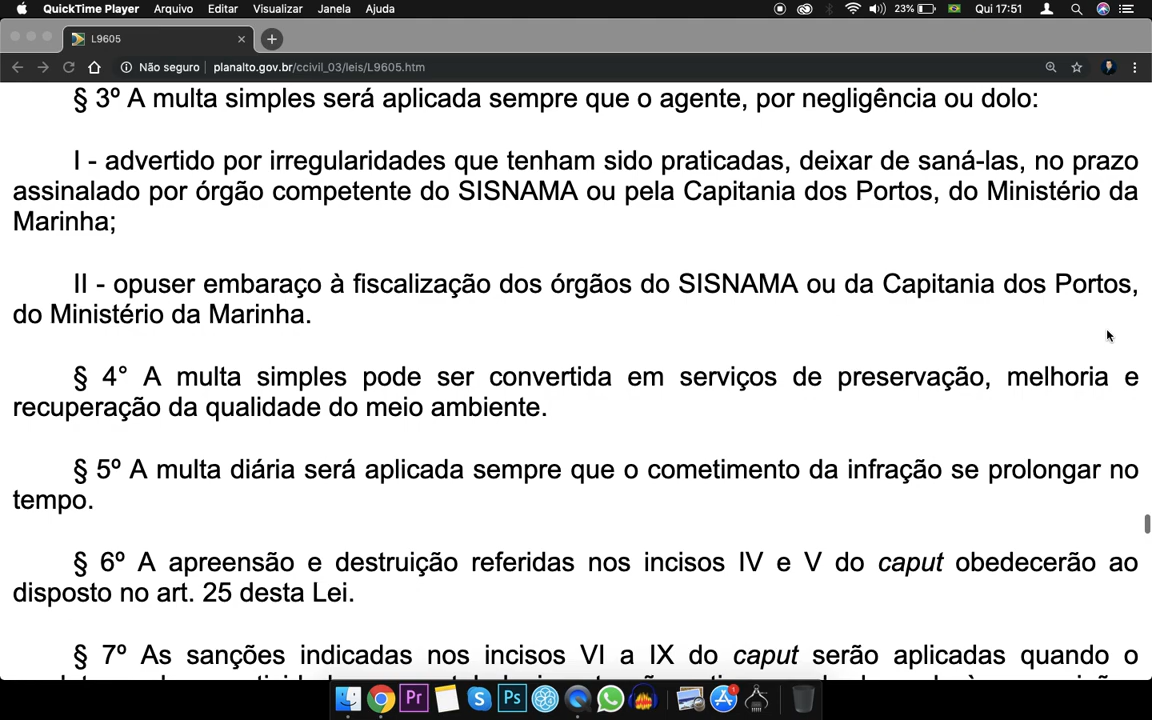 QuickTime Player Arquivo Editar Visualizar Janela Ajuda 23% Qui 17:51
L9605
Não seguro planalto.gov.br/ccivil_03/leis/L9605.htm
§ 3º A multa simples será aplicada sempre que o agente, por negligência ou dolo:
I - advertido por irregularidades que tenham sido praticadas, deixar de saná-las, no prazo
assinalado por órgão competente do SISNAMA ou pela Capitania dos Portos, do Ministério da
Marinha;
II - opuser embaraço à fiscalização dos órgãos do SISNAMA ou da Capitania dos Portos,
do Ministério da Marinha.
§ 4° A multa simples pode ser convertida em serviços de preservação, melhoria e
recuperação da qualidade do meio ambiente.
§ 5º A multa diária será aplicada sempre que o cometimento da infração se prolongar no
tempo.
§ 6º A apreensão e destruição referidas nos incisos IV e V do caput obedecerão ao
disposto no art. 25 desta Lei.
§ 7º As sanções indicadas nos incisos VI a IX do caput serão aplicadas quando o
Pr Ps 1